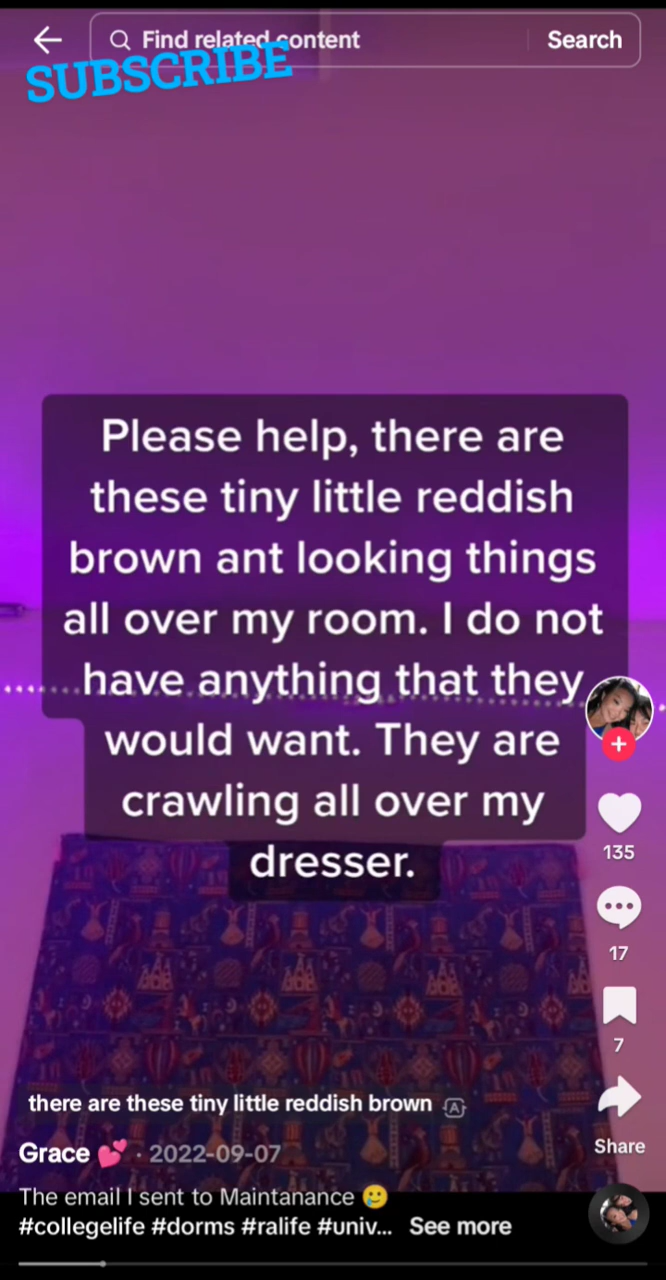 Find related content
Search
SUBSCRIBE
Please help, there are
these tiny little reddish
brown ant looking things
all over my room. I do not
have anything that they
would want. They are
crawling all over my
dresser.
135
17
7
Share
there are these tiny little reddish brown A
Grace 💕 · 2022-09-07
The email I sent to Maintanance 🥲
#collegelife #dorms #ralife #univ... See more